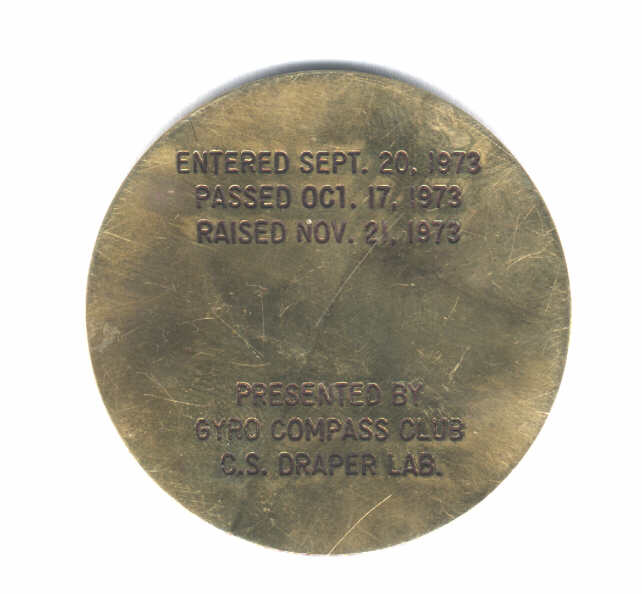 ENTERED SEPT. 20, 1973
PASSED OCT. 17, 1973
RAISED NOV. 21, 1973
PRESENTED BY
GYRO COMPASS CLUB
C.S. DRAPER LAB.